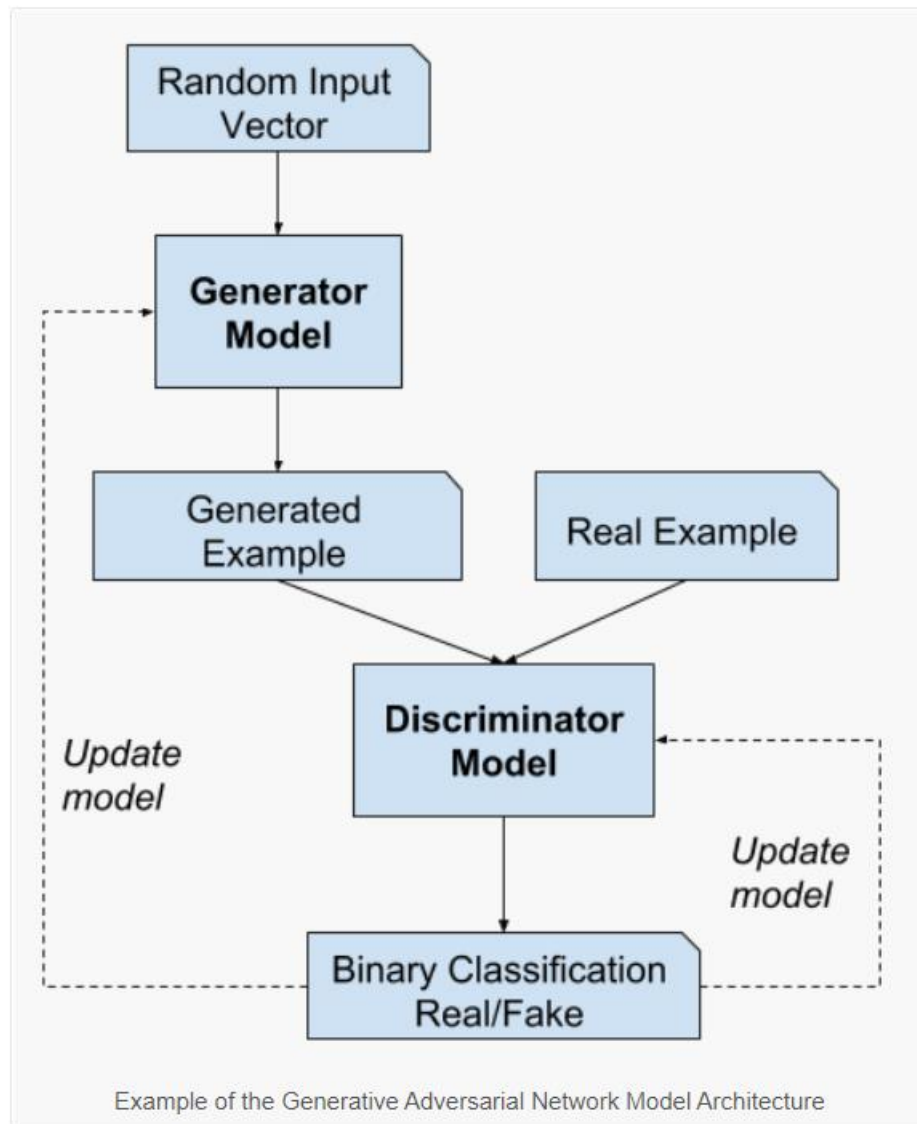 Random Input
Vector
Generator
Model
Generated
Example
Real Example
Discriminator
Model
Update
model
Update
model
Binary Classification
Real/Fake
Example of the Generative Adversarial Network Model Architecture